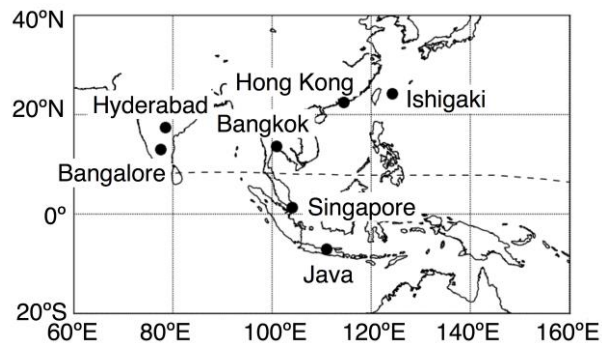 40ºN
Hong Kong
Ishigaki
20ºN
Hyderabad
Bangkok
Bangalore
0º
Singapore
Java
20ºS
60ºE 80ºE 100ºE 120ºE 140ºE 160ºE